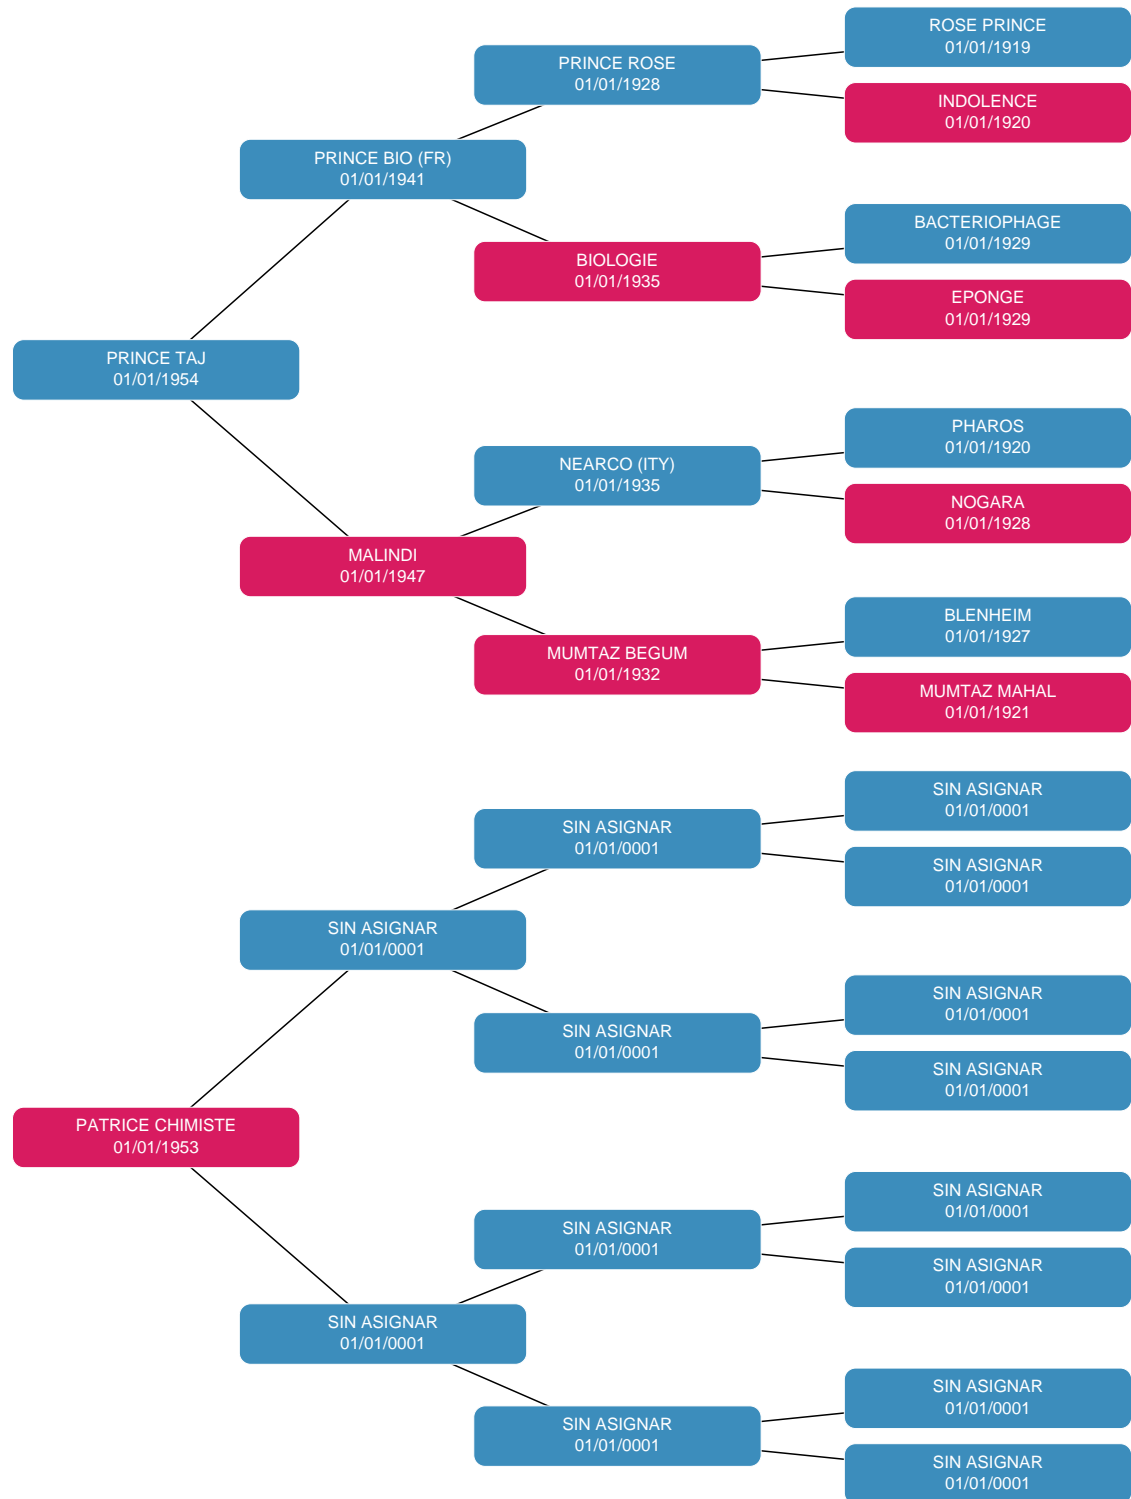 ROSE PRINCE
01/01/1919
PRINCE ROSE
01/01/1928
INDOLENCE
01/01/1920
PRINCE BIO (FR)
01/01/1941
BACTERIOPHAGE
01/01/1929
BIOLOGIE
01/01/1935
EPONGE
01/01/1929
PRINCE TAJ
01/01/1954
PHAROS
01/01/1920
NEARCO (ITY)
01/01/1935
NOGARA
01/01/1928
MALINDI
01/01/1947
BLENHEIM
01/01/1927
MUMTAZ BEGUM
01/01/1932
MUMTAZ MAHAL
01/01/1921
SIN ASIGNAR
01/01/0001
SIN ASIGNAR
01/01/0001
SIN ASIGNAR
01/01/0001
SIN ASIGNAR
01/01/0001
SIN ASIGNAR
01/01/0001
SIN ASIGNAR
01/01/0001
SIN ASIGNAR
01/01/0001
PATRICE CHIMISTE
01/01/1953
SIN ASIGNAR
01/01/0001
SIN ASIGNAR
01/01/0001
SIN ASIGNAR
01/01/0001
SIN ASIGNAR
01/01/0001
SIN ASIGNAR
01/01/0001
SIN ASIGNAR
01/01/0001
SIN ASIGNAR
01/01/0001